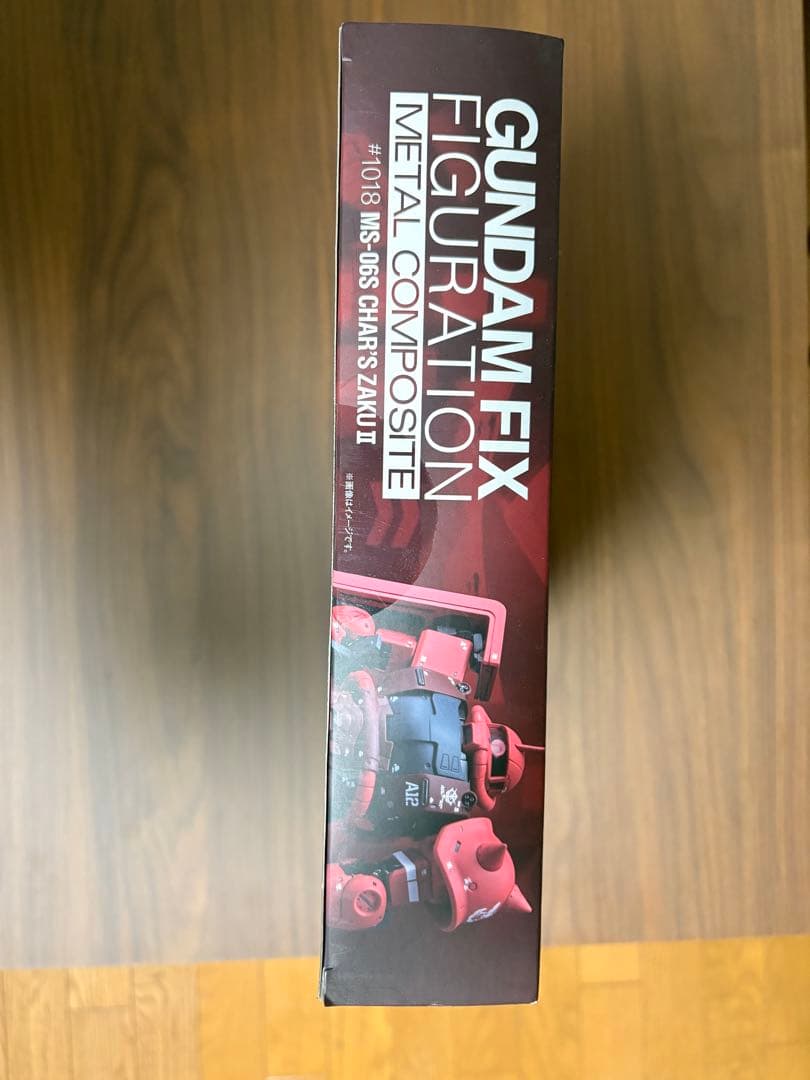 GUNDAM FIX
FIGURATION
METAL COMPOSITE
#1018 MS-06S CHAR'S ZAKU II
※画像はイメージです。
A12